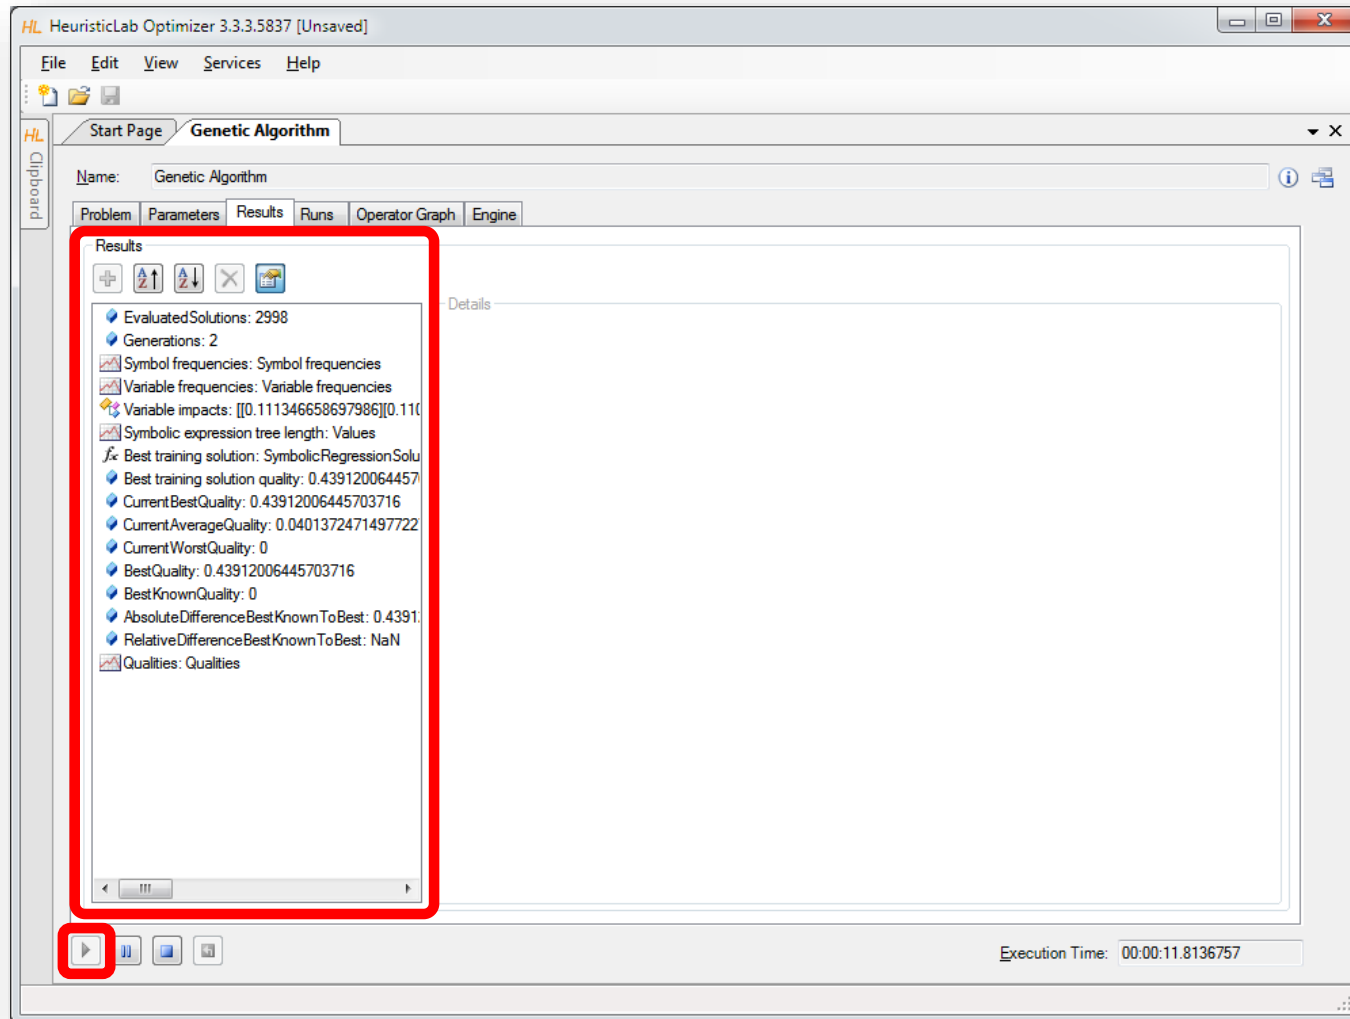 HL HeuristicLab Optimizer 3.3.3.5837 [Unsaved]
File Edit View Services Help
HL Clipboard
Start Page Genetic Algorithm
Name: Genetic Algorithm
Problem Parameters Results Runs Operator Graph Engine
Results
Details
EvaluatedSolutions: 2998
Generations: 2
Symbol frequencies: Symbol frequencies
Variable frequencies: Variable frequencies
Variable impacts: [[0.111346658697986][0.110
Symbolic expression tree length: Values
Best training solution: SymbolicRegressionSolu
Best training solution quality: 0.4391200644570
CurrentBestQuality: 0.43912006445703716
CurrentAverageQuality: 0.0401372471497722
CurrentWorstQuality: 0
BestQuality: 0.43912006445703716
BestKnownQuality: 0
AbsoluteDifferenceBestKnownToBest: 0.4391
RelativeDifferenceBestKnownToBest: NaN
Qualities: Qualities
Execution Time: 00:00:11.8136757